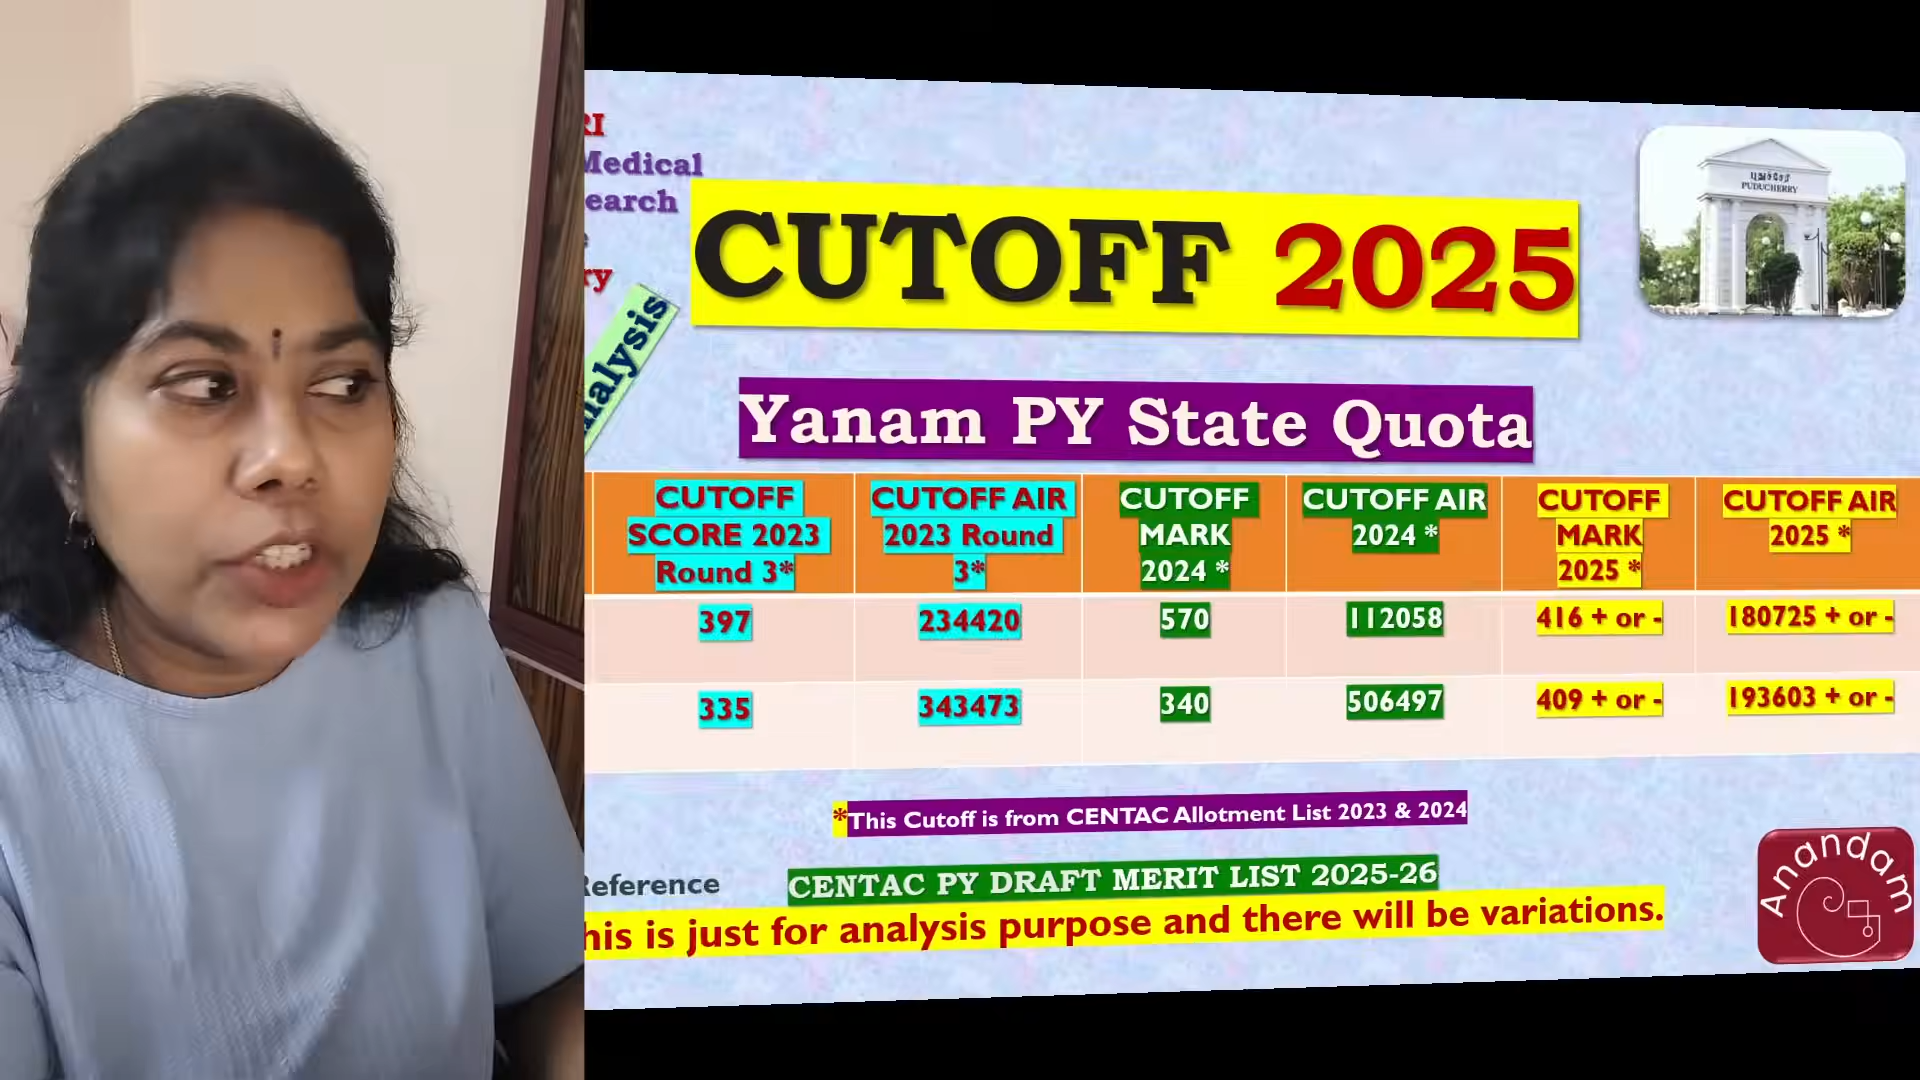 RI
Medical
earch
ry
nalysis
CUTOFF 2025
புதுச்சேரி
PUDUCHERRY
Yanam PY State Quota
CUTOFF SCORE 2023 Round 3*
CUTOFF AIR 2023 Round 3*
CUTOFF MARK 2024 *
CUTOFF AIR 2024 *
CUTOFF MARK 2025 *
CUTOFF AIR 2025 *
397 234420 570 112058 416 + or - 180725 + or -
335 343473 340 506497 409 + or - 193603 + or -
*This Cutoff is from CENTAC Allotment List 2023 & 2024
Reference CENTAC PY DRAFT MERIT LIST 2025-26
his is just for analysis purpose and there will be variations.
Anandam